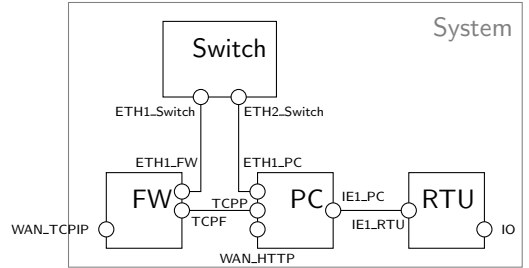 System
Switch
ETH1_Switch
ETH2_Switch
ETH1_FW
ETH1_PC
FW
TCPP
PC
IE1_PC
RTU
TCPF
IE1_RTU
WAN_TCPIP
IO
WAN_HTTP